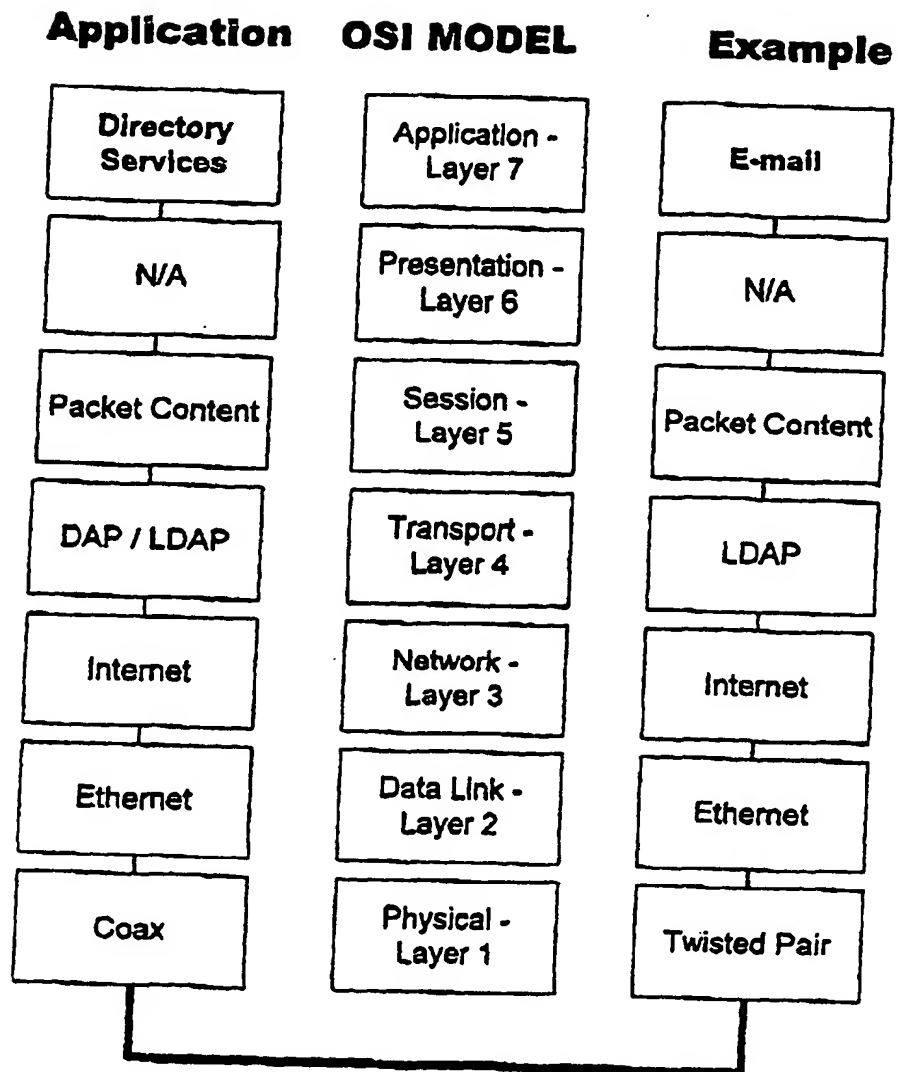 Application
OSI MODEL
Example
Directory
Services
Application -
Layer 7
E-mail
N/A
Presentation -
Layer 6
N/A
Packet Content
Session -
Layer 5
Packet Content
DAP / LDAP
Transport -
Layer 4
LDAP
Internet
Network -
Layer 3
Internet
Ethernet
Data Link -
Layer 2
Ethernet
Coax
Physical -
Layer 1
Twisted Pair